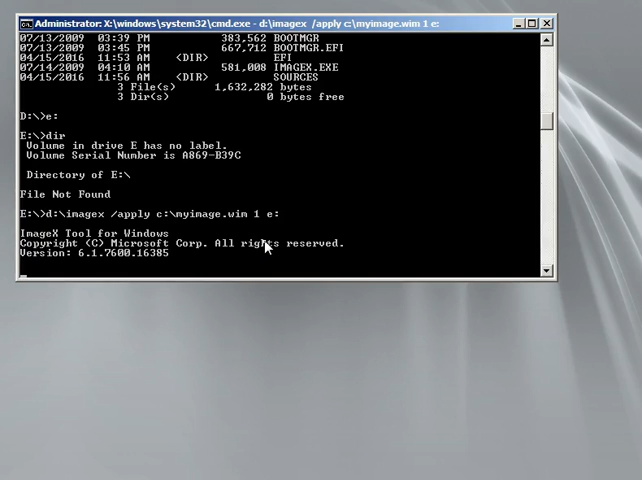 Administrator: X:\windows\system32\cmd.exe - d:\imagex /apply c:\myimage.wim 1 e:
07/13/2009 03:39 PM 383,562 BOOTMGR
07/13/2009 03:45 PM 667,712 BOOTMGR.EFI
04/15/2016 11:53 AM <DIR> EFI
07/14/2009 04:10 AM 581,008 IMAGEX.EXE
04/15/2016 11:56 AM <DIR> SOURCES
3 File(s) 1,632,282 bytes
3 Dir(s) 0 bytes free
D:\>e:
E:\>dir
Volume in drive E has no label.
Volume Serial Number is A869-B39C
Directory of E:\
File Not Found
E:\>d:\imagex /apply c:\myimage.wim 1 e:
ImageX Tool for Windows
Copyright (C) Microsoft Corp. All rights reserved.
Version: 6.1.7600.16385